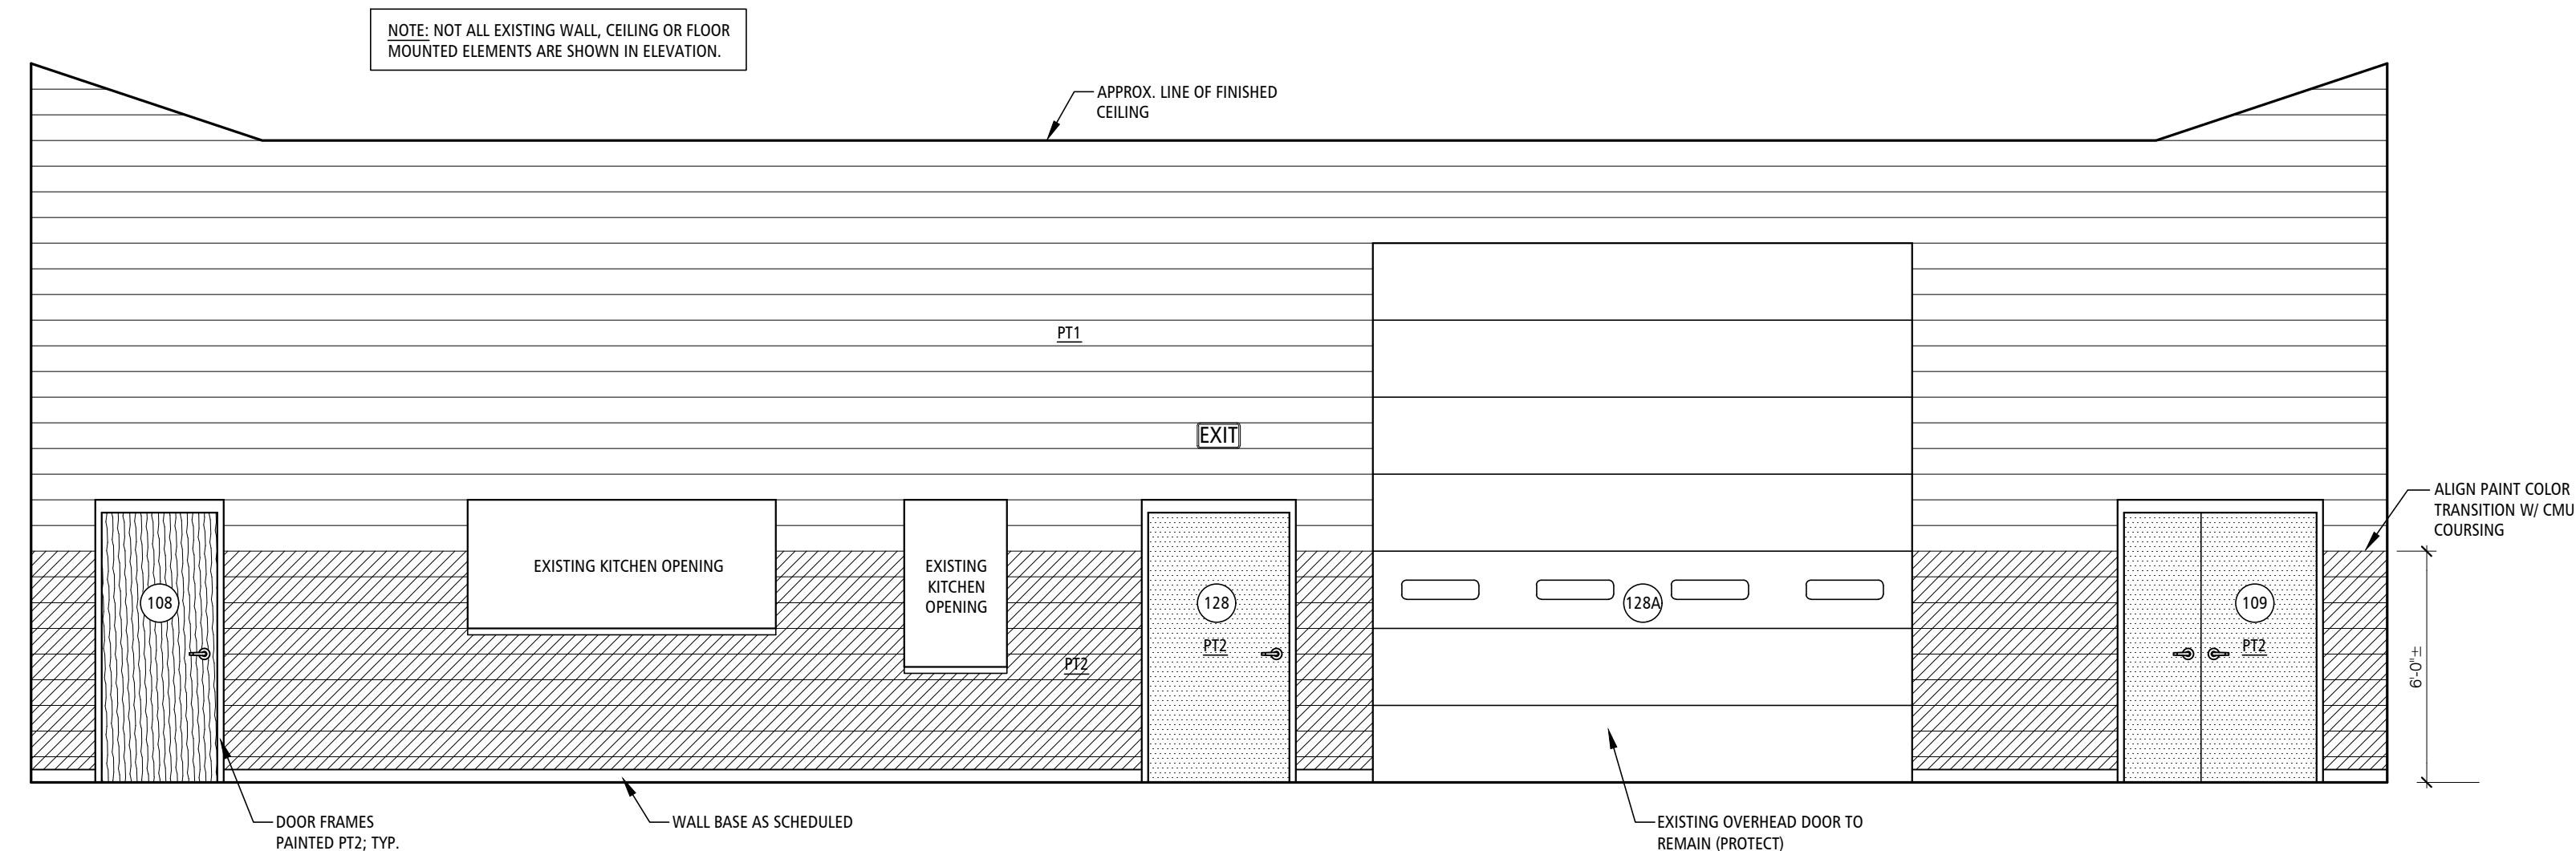 NOTE: NOT ALL EXISTING WALL, CEILING OR FLOOR
MOUNTED ELEMENTS ARE SHOWN IN ELEVATION.
APPROX. LINE OF FINISHED
CEILING
PT1
EXIT
ALIGN PAINT COLOR
TRANSITION W/ CMU
COURSING
EXISTING KITCHEN OPENING
EXISTING
KITCHEN
OPENING
108
128
128A
109
PT2
PT2
PT2
6'-0"±
DOOR FRAMES
PAINTED PT2; TYP.
WALL BASE AS SCHEDULED
EXISTING OVERHEAD DOOR TO
REMAIN (PROTECT)